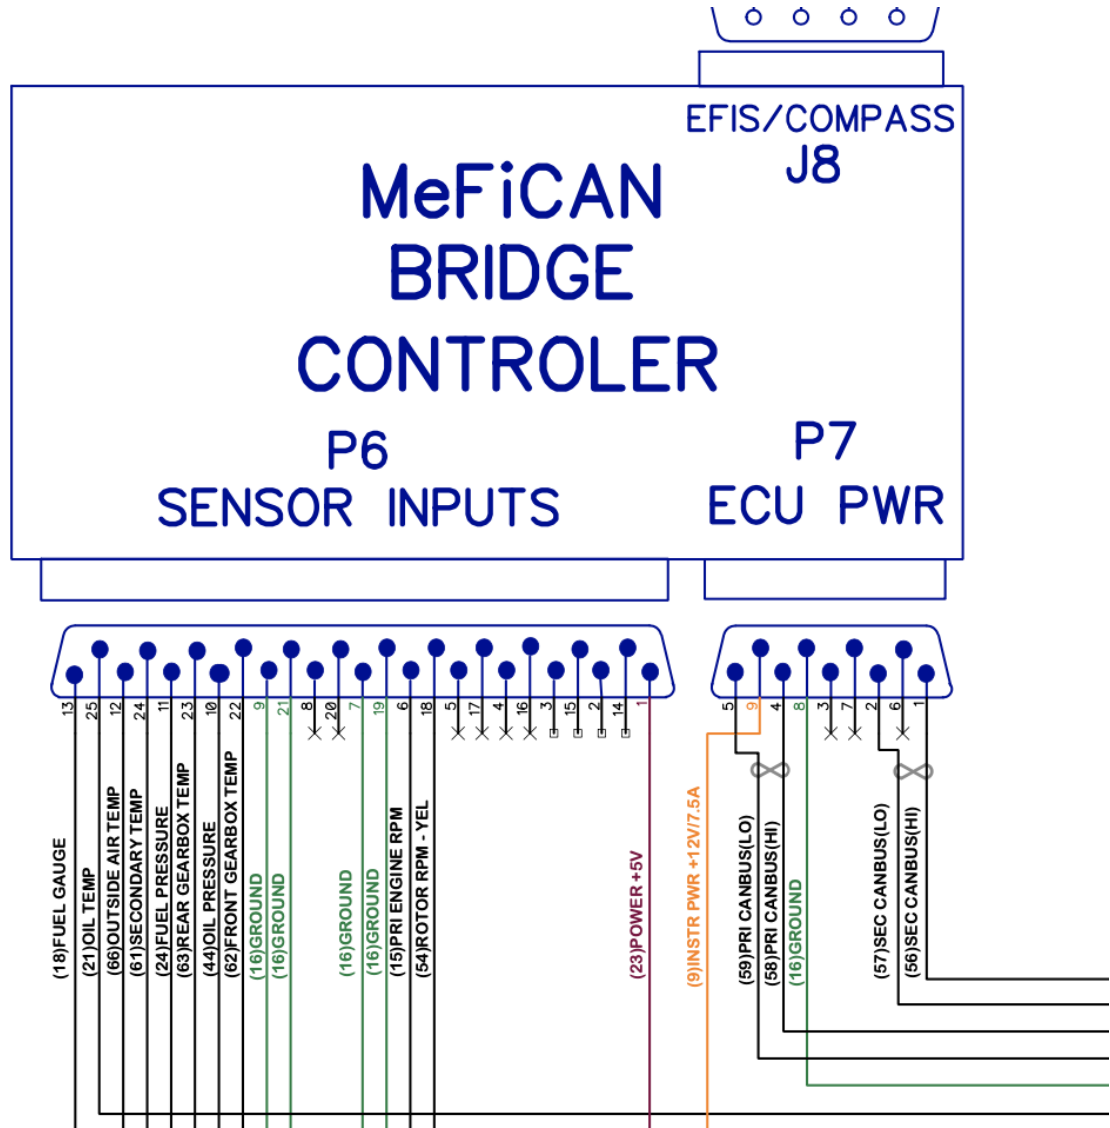 EFIS/COMPASS
J8
MeFiCAN
BRIDGE
CONTROLER
P6
SENSOR INPUTS
P7
ECU PWR
13
25
12
24
11
23
10
22
9
21
8
20
7
19
6
18
5
17
4
16
3
15
2
14
1
5
9
4
8
3
7
2
6
1
(18)FUEL GAUGE
(21)OIL TEMP
(66)OUTSIDE AIR TEMP
(61)SECONDARY TEMP
(24)FUEL PRESSURE
(63)REAR GEARBOX TEMP
(44)OIL PRESSURE
(62)FRONT GEARBOX TEMP
(16)GROUND
(16)GROUND
(16)GROUND
(16)GROUND
(15)PRI ENGINE RPM
(54)ROTOR RPM - YEL
(23)POWER +5V
(9)INSTR PWR +12V/7.5A
(59)PRI CANBUS(LO)
(58)PRI CANBUS(HI)
(16)GROUND
(57)SEC CANBUS(LO)
(56)SEC CANBUS(HI)